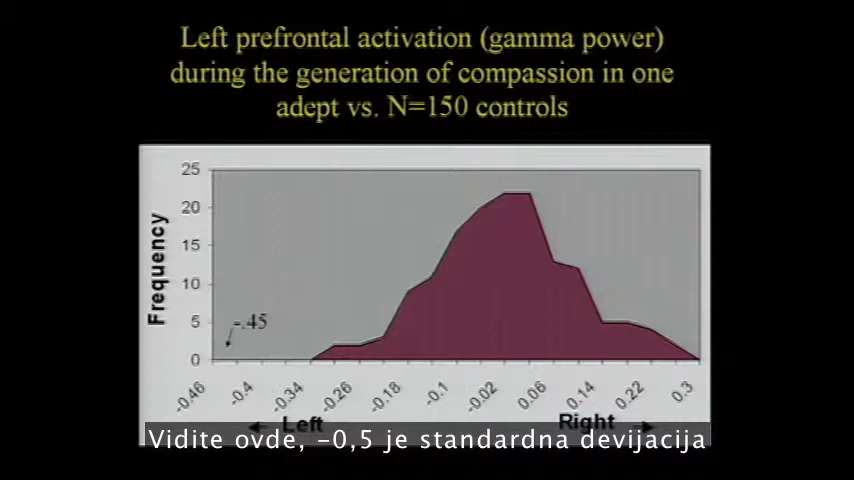 Left prefrontal activation (gamma power)
during the generation of compassion in one
adept vs. N=150 controls
25
20
15
10
5
0
Frequency
-.45
-0.46 -0.4 -0.34 -0.26 -0.18 -0.1 -0.02 0.06 0.14 0.22 0.3
Left Right
Vidite ovde, -0,5 je standardna devijacija